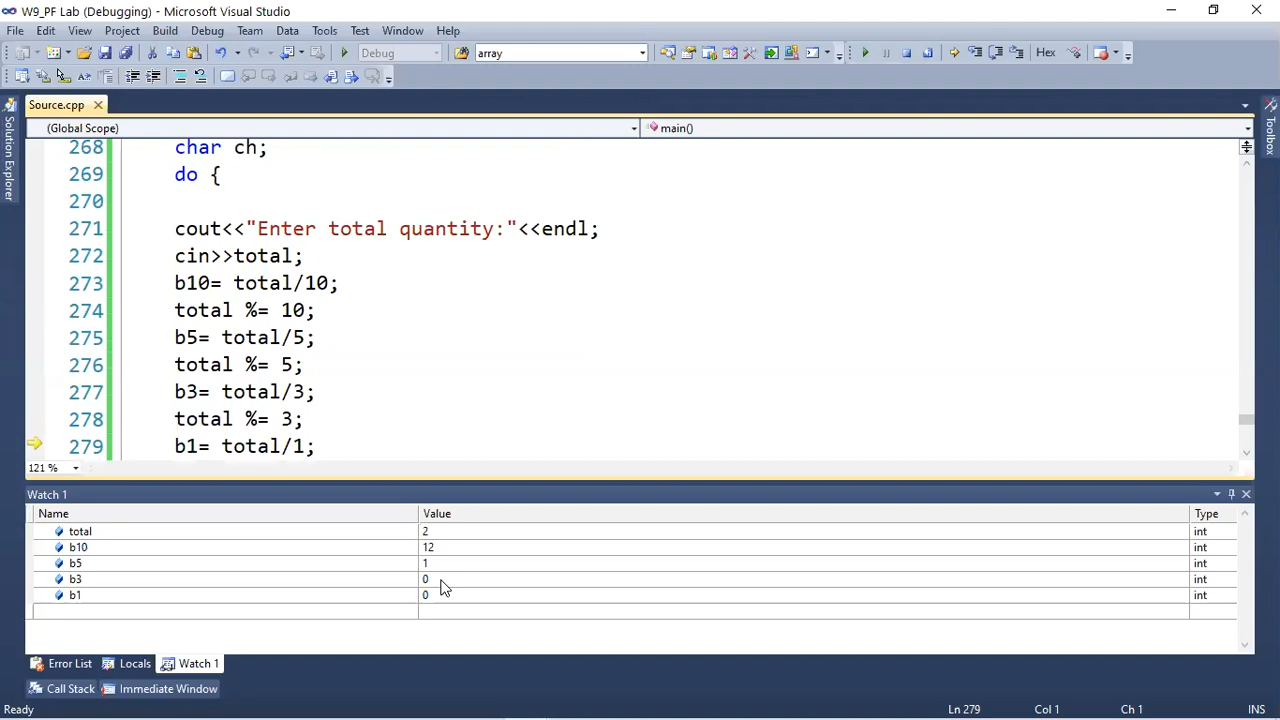 W9_PF Lab (Debugging) - Microsoft Visual Studio
File Edit View Project Build Debug Team Data Tools Test Window Help
Debug array Hex
Source.cpp
(Global Scope) main()
268 char ch;
269 do {
270
271 cout<<"Enter total quantity:"<<endl;
272 cin>>total;
273 b10= total/10;
274 total %= 10;
275 b5= total/5;
276 total %= 5;
277 b3= total/3;
278 total %= 3;
279 b1= total/1;
121 %
Watch 1
Name Value Type
total 2 int
b10 12 int
b5 1 int
b3 0 int
b1 0 int
Error List Locals Watch 1
Call Stack Immediate Window
Ready Ln 279 Col 1 Ch 1 INS
Solution Explorer
Toolbox